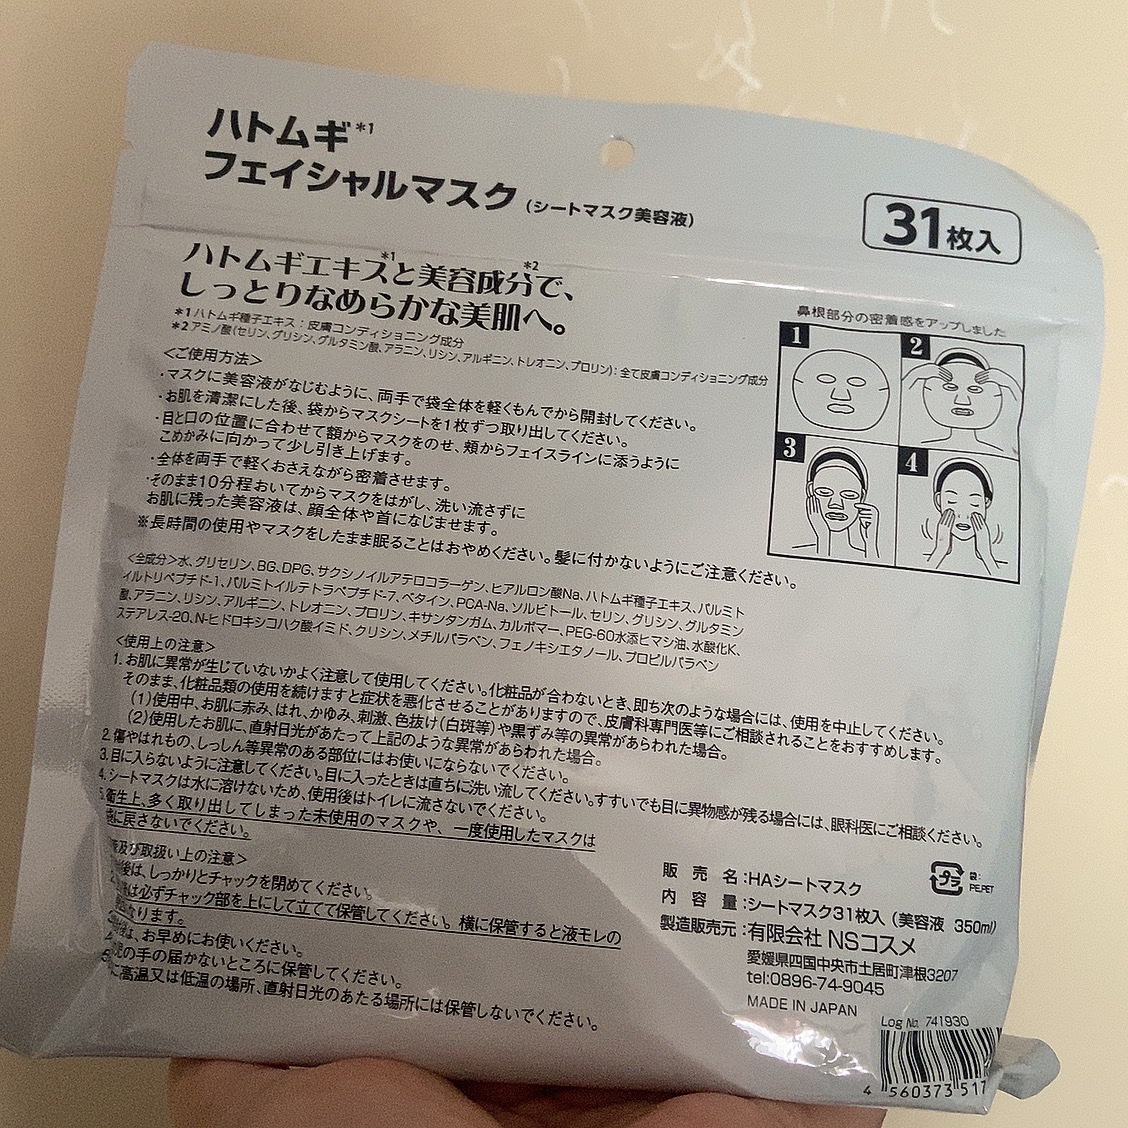 ハトムギ*1
フェイシャルマスク(シートマスク美容液)
31枚入
ハトムギエキス*1と美容成分*2で、
しっとりなめらかな美肌へ。
*1ハトムギ種子エキス:皮膚コンディショニング成分
*2アミノ酸(セリン、グリシン、グルタミン酸、アラニン、リシン、アルギニン、トレオニン、プロリン):全て皮膚コンディショニング成分
鼻根部分の密着感をアップしました
1
2
3
4
<ご使用方法>
・マスクに美容液がなじむように、両手で袋全体を軽くもんでから開封してください。
・お肌を清潔にした後、袋からマスクシートを1枚ずつ取り出してください。
・目と口の位置に合わせて額からマスクをのせ、頬からフェイスラインに添うように
こめかみに向かって少し引き上げます。
・全体を両手で軽くおさえながら密着させます。
・そのまま10分程おいてからマスクをはがし、洗い流さずに
お肌に残った美容液は、顔全体や首になじませます。
※長時間の使用やマスクをしたまま眠ることはおやめください。髪に付かないようにご注意ください。
<全成分>水、グリセリン、BG、DPG、サクシノイルアテロコラーゲン、ヒアルロン酸Na、ハトムギ種子エキス、パルミト
イルトリペプチド-1、パルミトイルテトラペプチド-7、ベタイン、PCA-Na、ソルビトール、セリン、グリシン、グルタミン
酸、アラニン、リシン、アルギニン、トレオニン、プロリン、キサンタンガム、カルボマー、PEG-60水添ヒマシ油、水酸化K、
ステアレス-20、N-ヒドロキシコハク酸イミド、クリシン、メチルパラベン、フェノキシエタノール、プロピルパラベン
<使用上の注意>
1.お肌に異常が生じていないかよく注意して使用してください。化粧品が合わないとき、即ち次のような場合には、使用を中止してください。
そのまま、化粧品類の使用を続けますと症状を悪化させることがありますので、皮膚科専門医等にご相談されることをおすすめします。
(1)使用中、お肌に赤み、はれ、かゆみ、刺激、色抜け(白斑等)や黒ずみ等の異常があらわれた場合。
(2)使用したお肌に、直射日光があたって上記のような異常があらわれた場合。
2.傷やはれもの、しっしん等異常のある部位にはお使いにならないでください。
3.目に入らないように注意してください。目に入ったときは直ちに洗い流してください。すすいでも目に異物感が残る場合には、眼科医にご相談ください。
4.シートマスクは水に溶けないため、使用後はトイレに流さないでください。
5.衛生上、多く取り出してしまった未使用のマスクや、一度使用したマスクは
に戻さないでください。
及び取扱い上の注意>
後は、しっかりとチャックを閉めてください。
は必ずチャック部を上にして立てて保管してください。横に保管すると液モレの
なります。
は、お早めにお使いください。
の手の届かないところに保管してください。
に高温又は低温の場所、直射日光のあたる場所には保管しないでください。
販売名:HAシートマスク
内容量:シートマスク31枚入(美容液 350ml)
製造販売元:有限会社 NSコスメ
愛媛県四国中央市土居町津根3207
tel:0896-74-9045
MADE IN JAPAN
プラ
袋:
PE,PET
Log No. 741930
4 560373 517